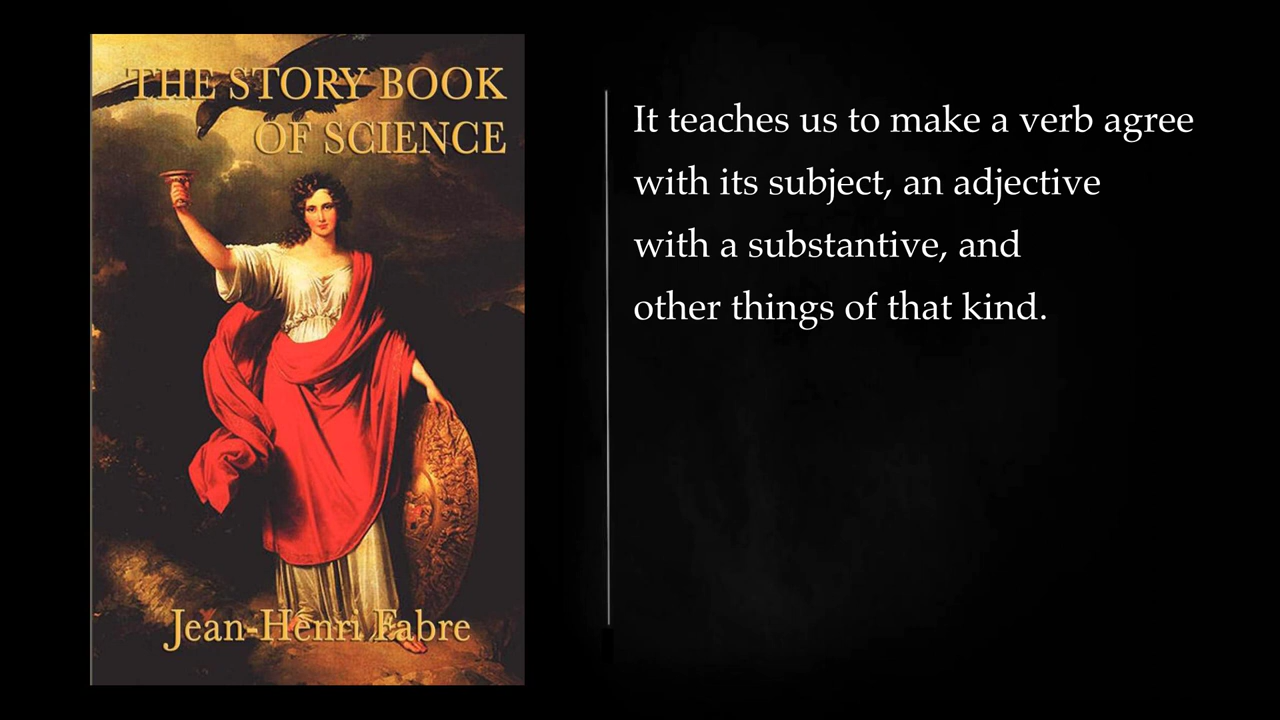 THE STORY BOOK
OF SCIENCE
Jean-Henri Fabre
It teaches us to make a verb agree
with its subject, an adjective
with a substantive, and
other things of that kind.